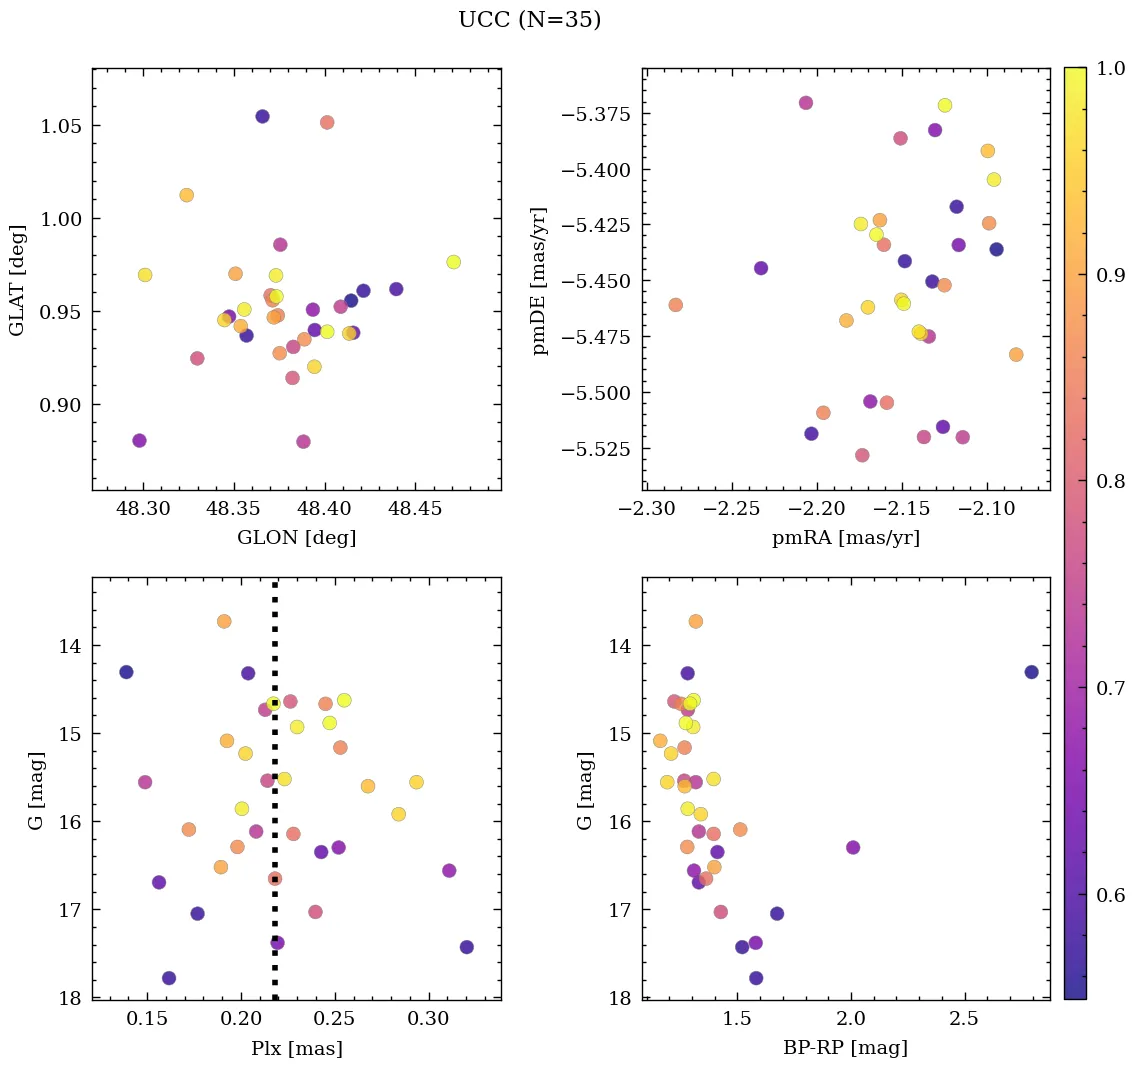 UCC (N=35)
1.05
1.00
0.95
0.90
GLAT [deg]
48.30 48.35 48.40 48.45
GLON [deg]
−5.375
−5.400
−5.425
−5.450
−5.475
−5.500
−5.525
pmDE [mas/yr]
−2.30 −2.25 −2.20 −2.15 −2.10
pmRA [mas/yr]
1.0
0.9
0.8
0.7
0.6
14
15
16
17
18
G [mag]
0.15 0.20 0.25 0.30
Plx [mas]
14
15
16
17
18
G [mag]
1.5 2.0 2.5
BP-RP [mag]